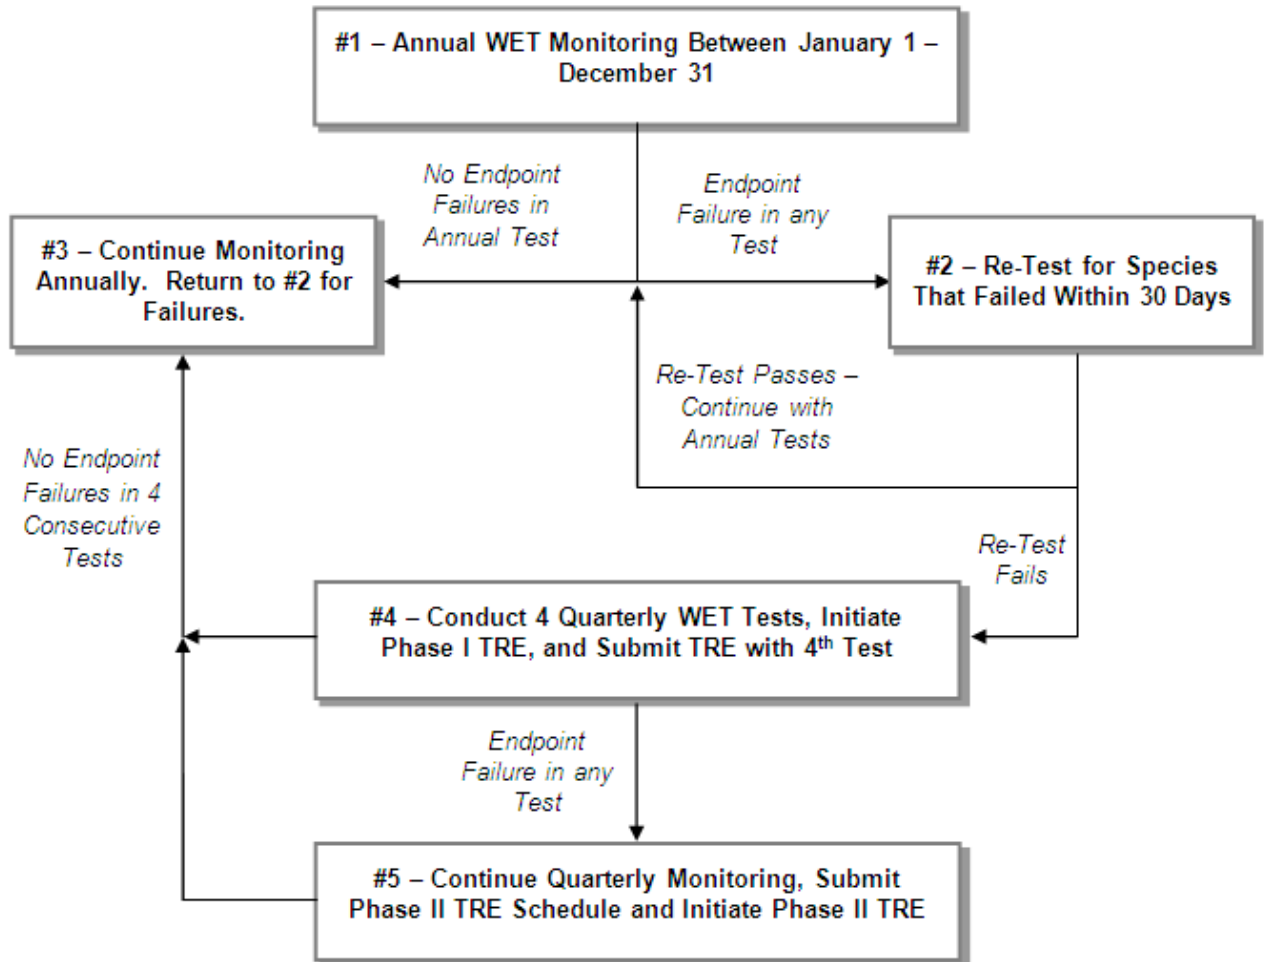 #1 – Annual WET Monitoring Between January 1 –
December 31
No Endpoint
Failures in
Annual Test
Endpoint
Failure in any
Test
#3 – Continue Monitoring
Annually. Return to #2 for
Failures.
#2 – Re-Test for Species
That Failed Within 30 Days
Re-Test Passes –
Continue with
Annual Tests
No Endpoint
Failures in 4
Consecutive
Tests
Re-Test
Fails
#4 – Conduct 4 Quarterly WET Tests, Initiate
Phase I TRE, and Submit TRE with 4th Test
Endpoint
Failure in any
Test
#5 – Continue Quarterly Monitoring, Submit
Phase II TRE Schedule and Initiate Phase II TRE